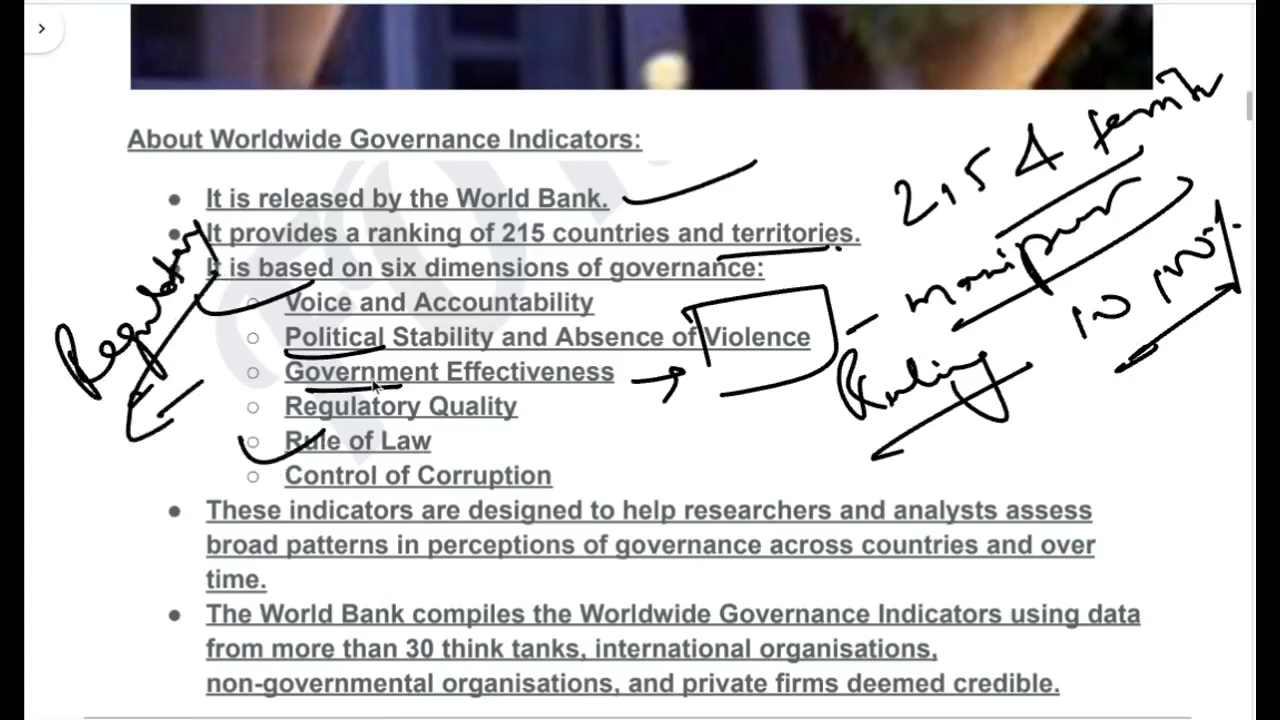 About Worldwide Governance Indicators:
● It is released by the World Bank.
● It provides a ranking of 215 countries and territories.
● It is based on six dimensions of governance:
○ Voice and Accountability
○ Political Stability and Absence of Violence
○ Government Effectiveness
○ Regulatory Quality
○ Rule of Law
○ Control of Corruption
● These indicators are designed to help researchers and analysts assess
broad patterns in perceptions of governance across countries and over
time.
● The World Bank compiles the Worldwide Governance Indicators using data
from more than 30 think tanks, international organisations,
non-governmental organisations, and private firms deemed credible.
Regulatory
215
manipur
Ruling